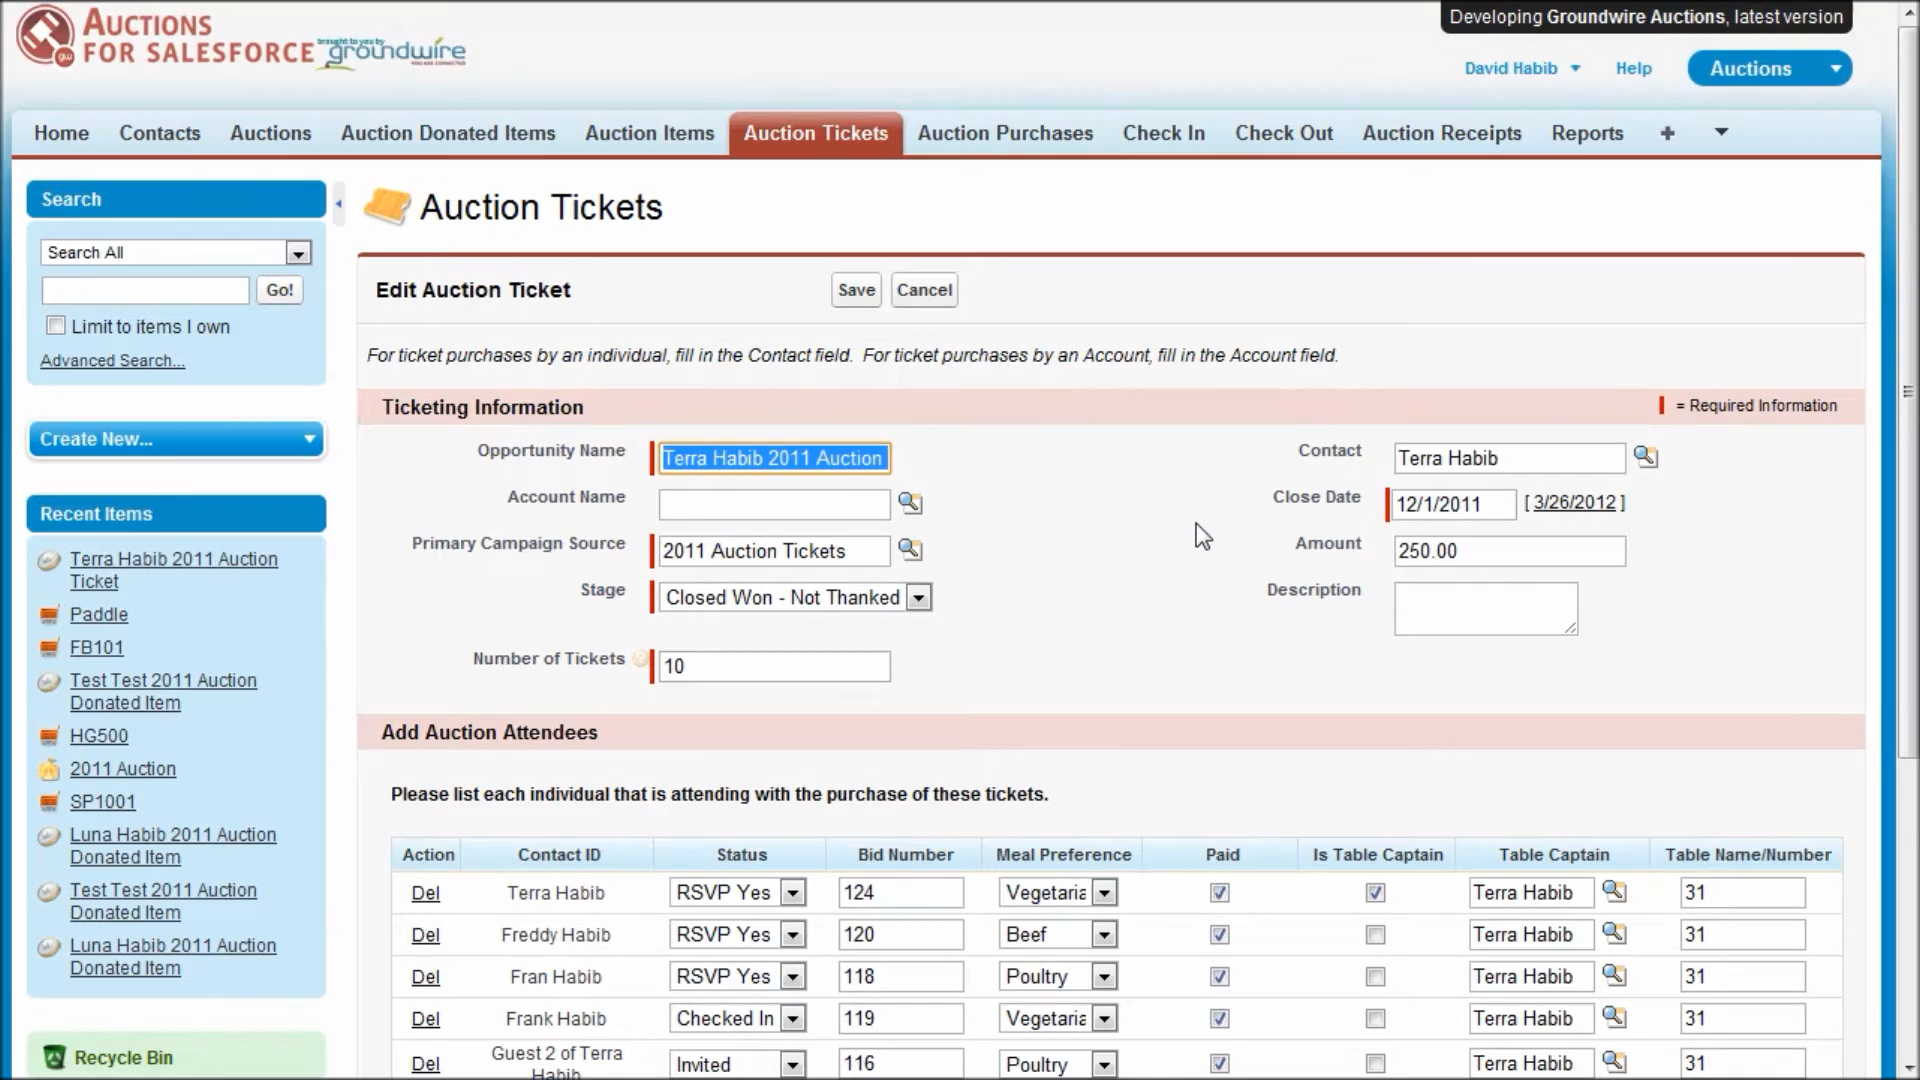 Developing Groundwire Auctions, latest version
AUCTIONS
FOR SALESFORCE
brought to you by
groundwire
YOU ARE CONNECTED
David Habib
Help
Auctions
Home Contacts Auctions Auction Donated Items Auction Items Auction Tickets Auction Purchases Check In Check Out Auction Receipts Reports +
Search
Search All
Go!
Limit to items I own
Advanced Search...
Create New...
Recent Items
Terra Habib 2011 Auction
Ticket
Paddle
FB101
Test Test 2011 Auction
Donated Item
HG500
2011 Auction
SP1001
Luna Habib 2011 Auction
Donated Item
Test Test 2011 Auction
Donated Item
Luna Habib 2011 Auction
Donated Item
Recycle Bin
Auction Tickets
Edit Auction Ticket
Save Cancel
For ticket purchases by an individual, fill in the Contact field. For ticket purchases by an Account, fill in the Account field.
Ticketing Information
= Required Information
Opportunity Name Terra Habib 2011 Auction Contact Terra Habib
Account Name Close Date 12/1/2011 [ 3/26/2012 ]
Primary Campaign Source 2011 Auction Tickets Amount 250.00
Stage Closed Won - Not Thanked Description
Number of Tickets 10
Add Auction Attendees
Please list each individual that is attending with the purchase of these tickets.
Action Contact ID Status Bid Number Meal Preference Paid Is Table Captain Table Captain Table Name/Number
Del Terra Habib RSVP Yes 124 Vegetaria Terra Habib 31
Del Freddy Habib RSVP Yes 120 Beef Terra Habib 31
Del Fran Habib RSVP Yes 118 Poultry Terra Habib 31
Del Frank Habib Checked In 119 Vegetaria Terra Habib 31
Del Guest 2 of Terra Invited 116 Poultry Terra Habib 31
Habib